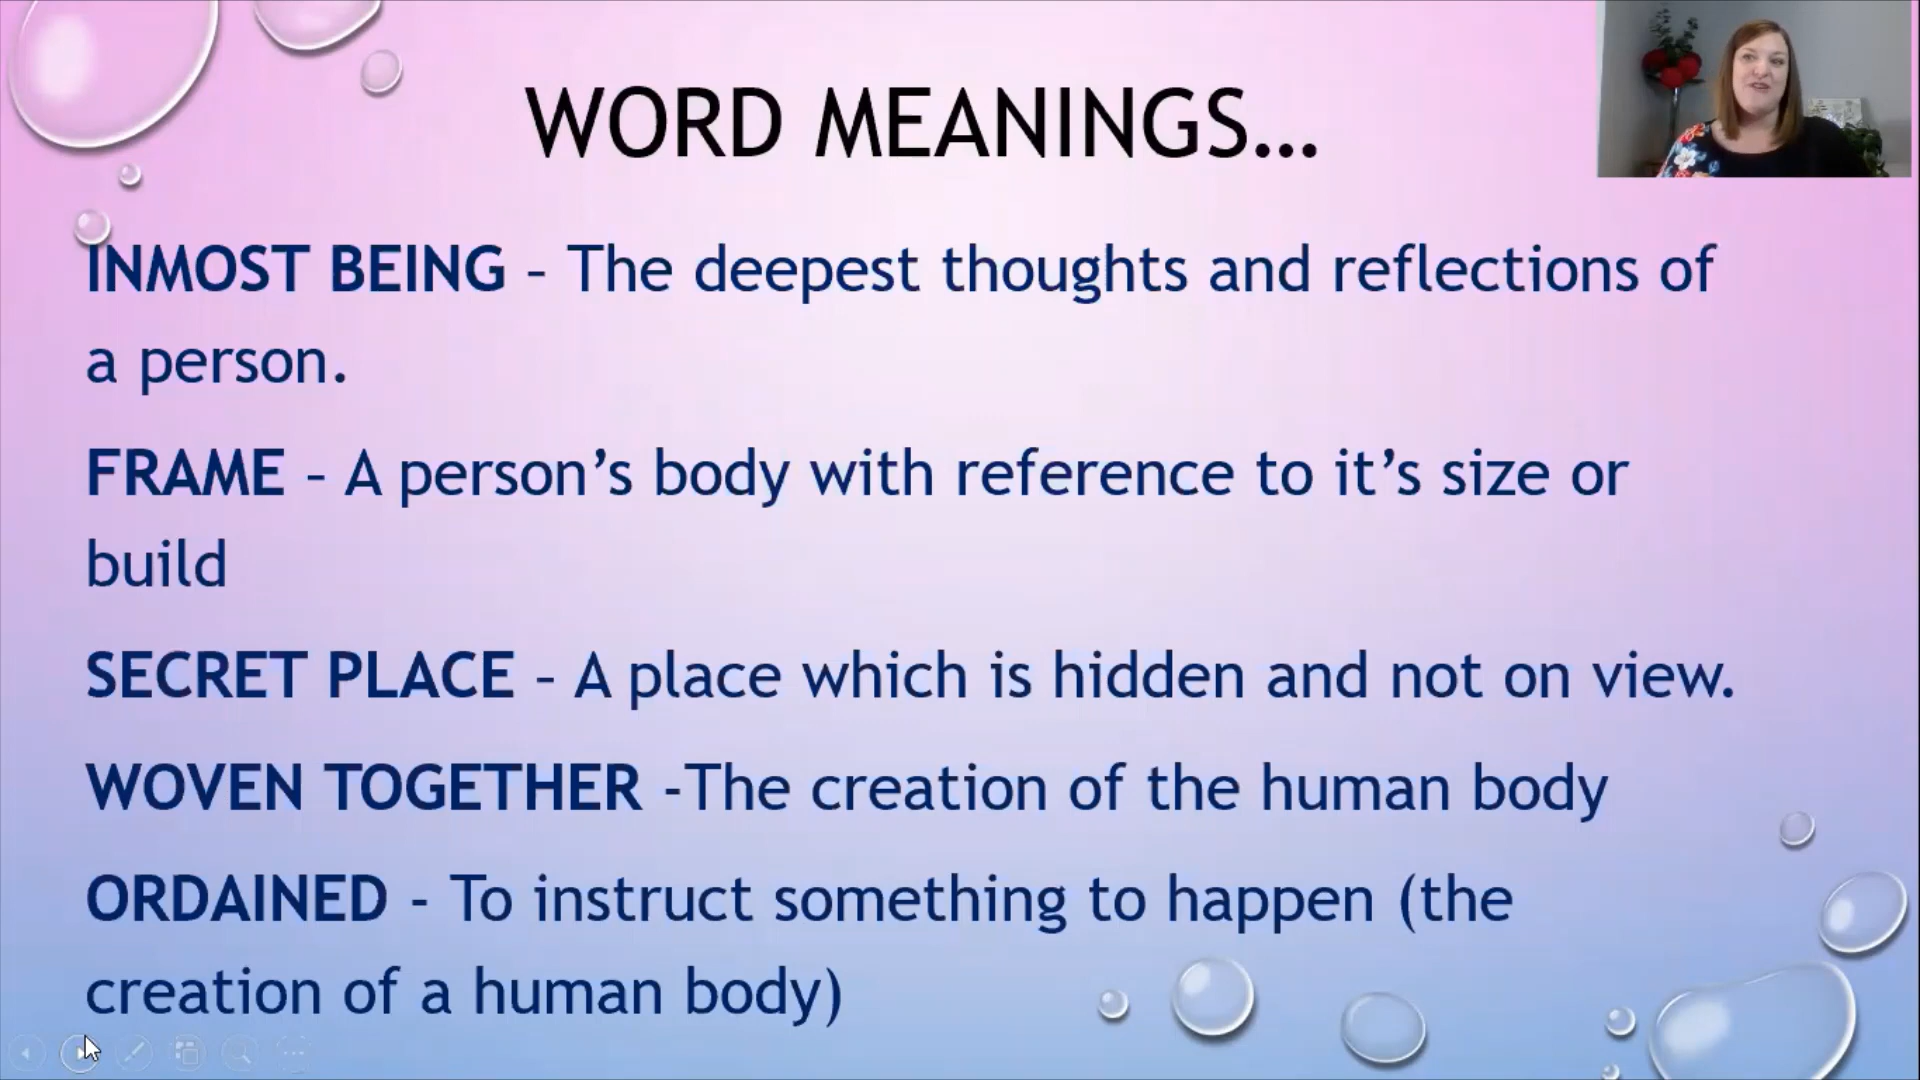 WORD MEANINGS...
INMOST BEING – The deepest thoughts and reflections of
a person.
FRAME – A person’s body with reference to it’s size or
build
SECRET PLACE – A place which is hidden and not on view.
WOVEN TOGETHER -The creation of the human body
ORDAINED - To instruct something to happen (the
creation of a human body)